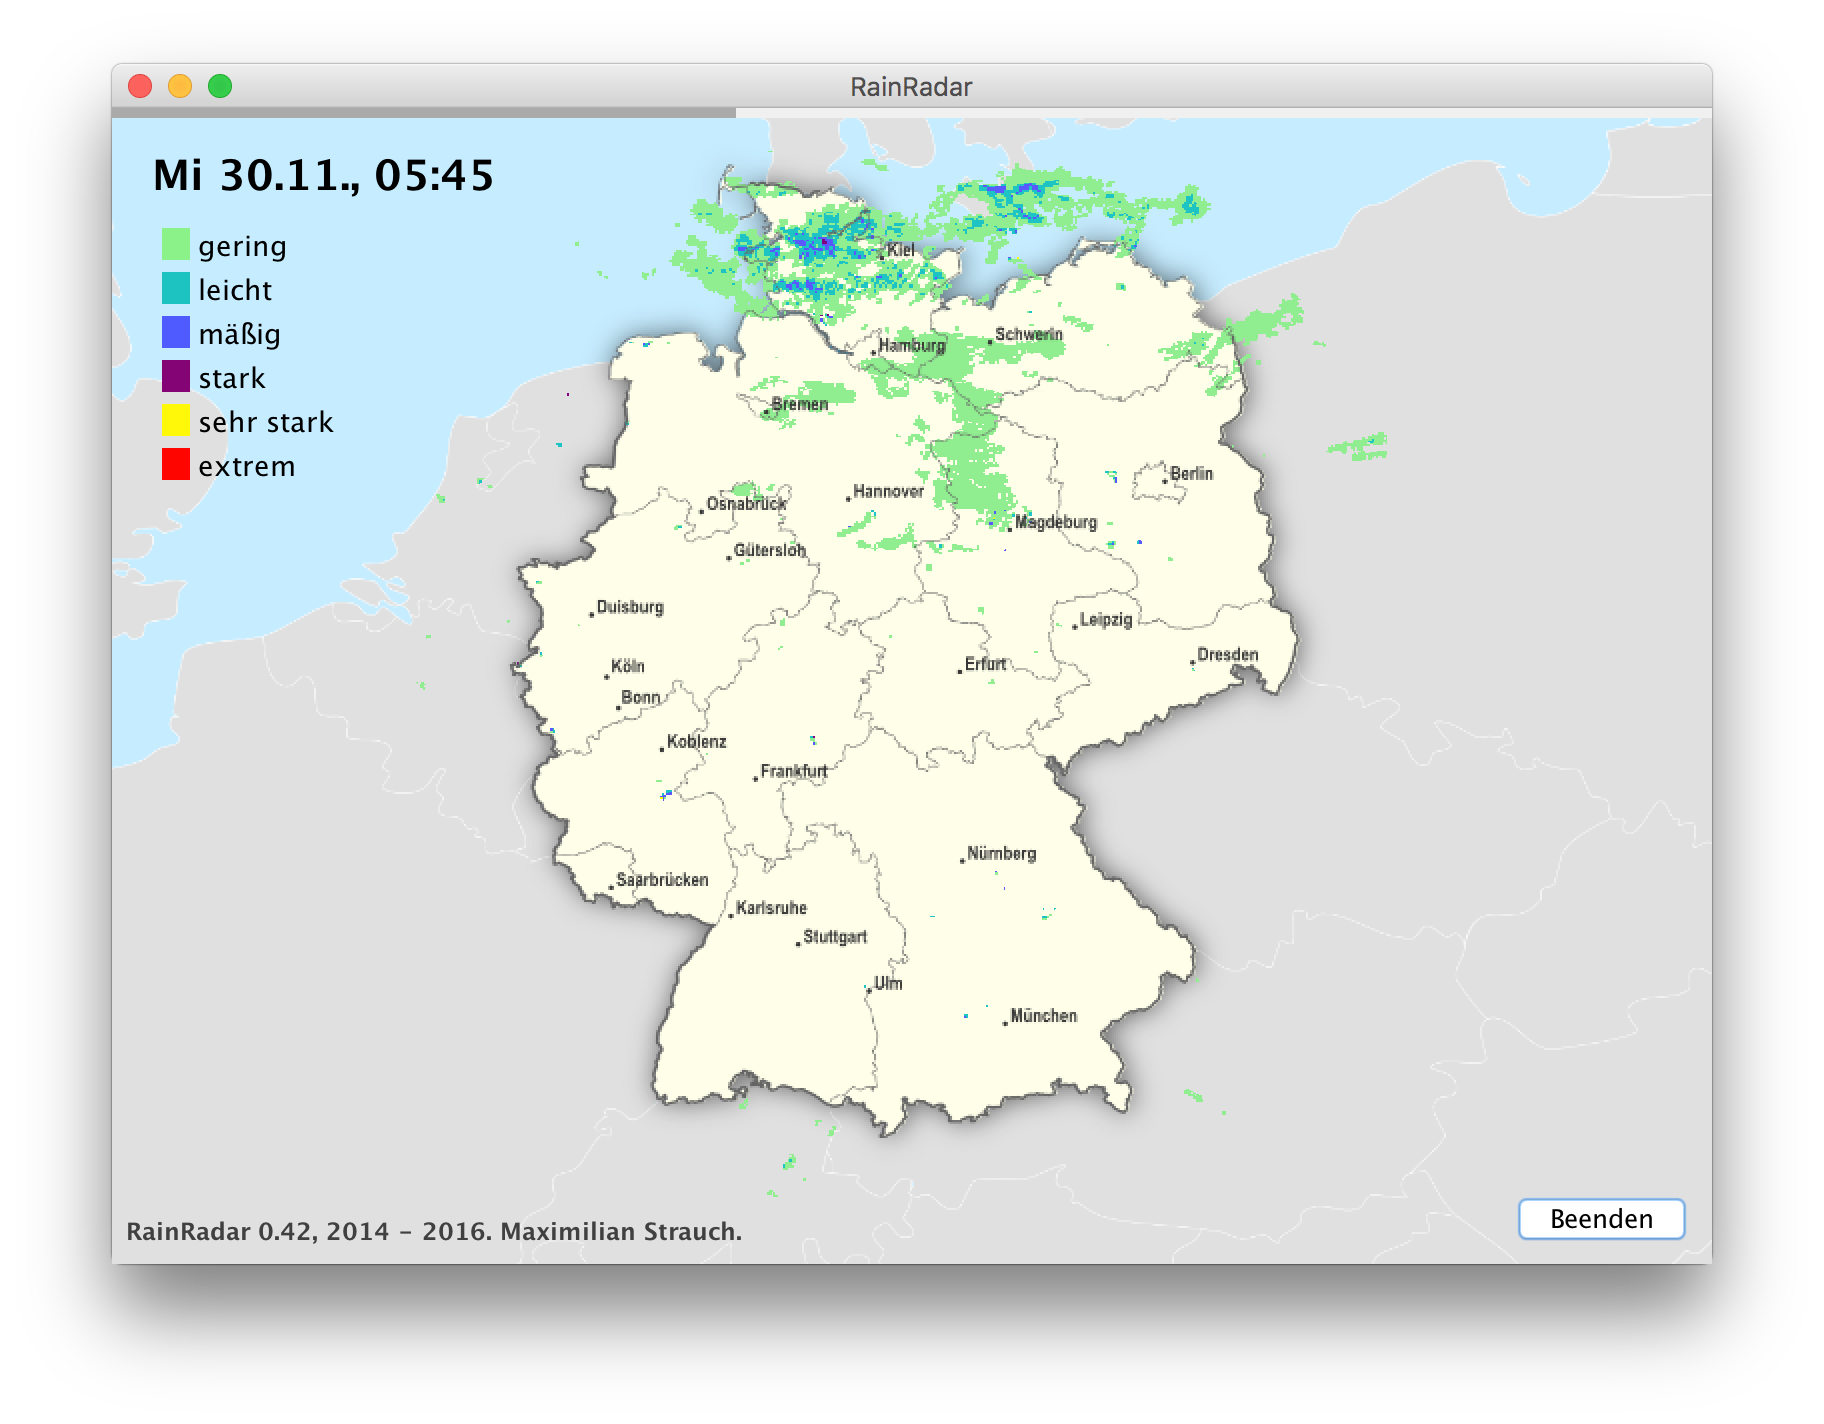 RainRadar
Mi 30.11., 05:45
gering
leicht
mäßig
stark
sehr stark
extrem
Kiel
Schwerin
Hamburg
Bremen
Berlin
Hannover
Osnabrück
Magdeburg
Gütersloh
Duisburg
Leipzig
Dresden
Erfurt
Köln
Bonn
Koblenz
Frankfurt
Nürnberg
Saarbrücken
Karlsruhe
Stuttgart
Ulm
München
RainRadar 0.42, 2014 - 2016. Maximilian Strauch.
Beenden